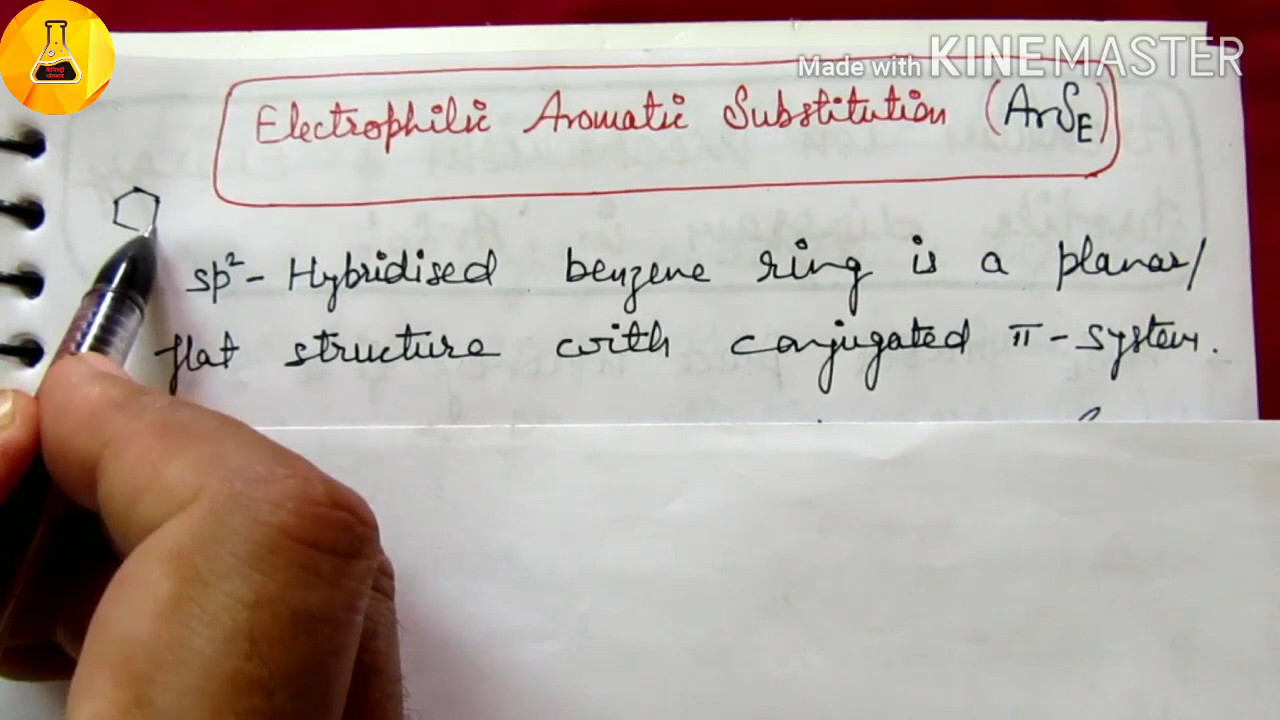 Made with KINEMASTER
Electrophilic Aromatic Substitution (ArSE)
sp²- Hybridised benzene ring is a planar/
flat structure with conjugated π-system.